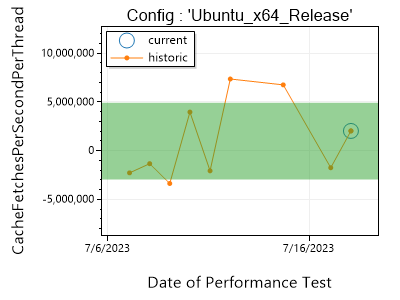 Config : 'Ubuntu_x64_Release'
current
historic
CacheFetchesPerSecondPerThread
10,000,000
5,000,000
0
-5,000,000
7/6/2023
7/16/2023
Date of Performance Test